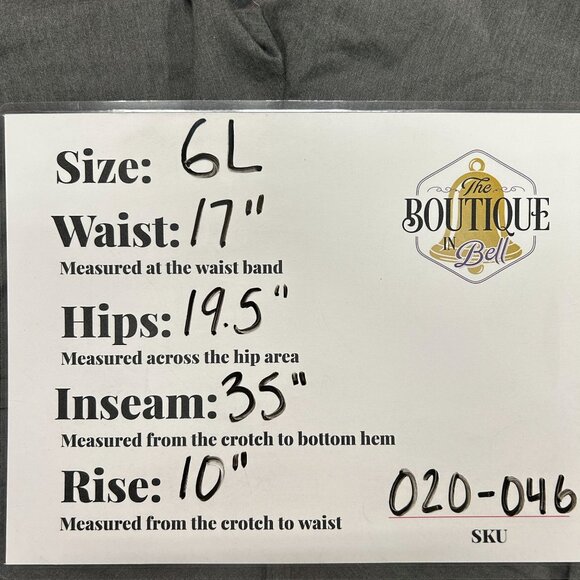 Size: 6L
The
BOUTIQUE
IN
Bell
Waist: 17"
Measured at the waist band
Hips: 19.5"
Measured across the hip area
Inseam: 35"
Measured from the crotch to bottom hem
Rise: 10"
Measured from the crotch to waist
020-046
SKU